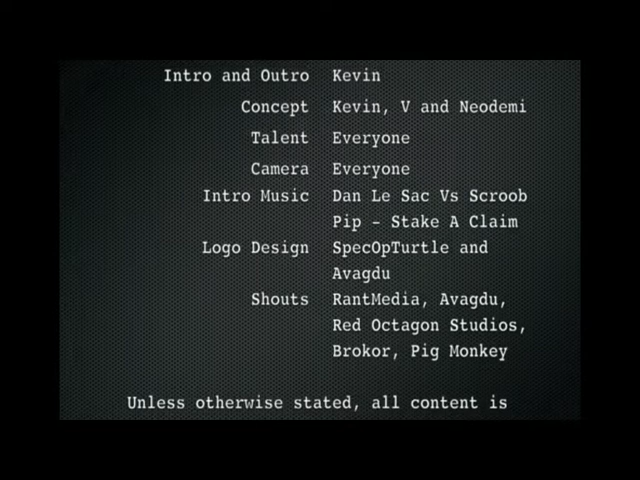 Intro and Outro Kevin
Concept Kevin, V and Neodemi
Talent Everyone
Camera Everyone
Intro Music Dan Le Sac Vs Scroob
Pip - Stake A Claim
Logo Design SpecOpTurtle and
Avagdu
Shouts RantMedia, Avagdu,
Red Octagon Studios,
Brokor, Pig Monkey
Unless otherwise stated, all content is